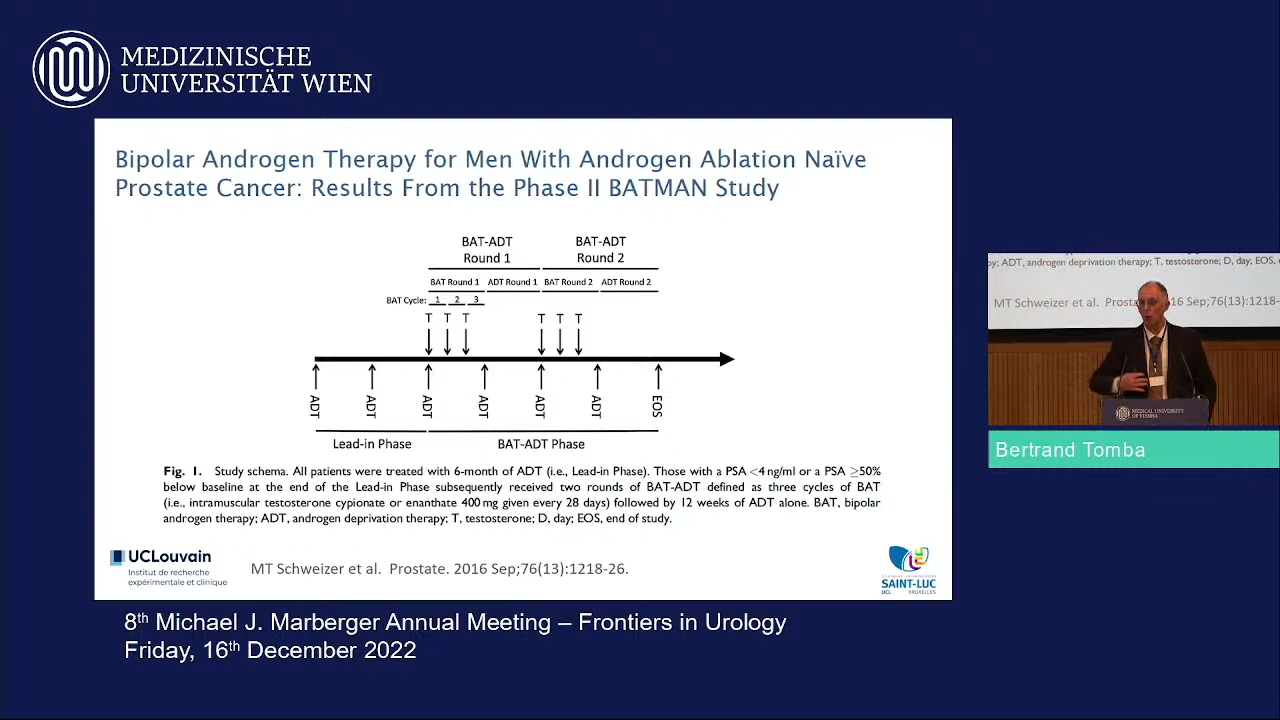 MEDIZINISCHE
UNIVERSITÄT WIEN
Bipolar Androgen Therapy for Men With Androgen Ablation Naïve
Prostate Cancer: Results From the Phase II BATMAN Study
BAT-ADT BAT-ADT
Round 1 Round 2
BAT Round 1 ADT Round 1 BAT Round 2 ADT Round 2
BAT Cycle: 1 2 3
T T T T T T
ADT ADT ADT ADT ADT ADT EOS
Lead-in Phase BAT-ADT Phase
Fig. 1. Study schema. All patients were treated with 6-month of ADT (i.e., Lead-in Phase). Those with a PSA <4 ng/ml or a PSA ≥50%
below baseline at the end of the Lead-in Phase subsequently received two rounds of BAT-ADT defined as three cycles of BAT
(i.e., intramuscular testosterone cypionate or enanthate 400 mg given every 28 days) followed by 12 weeks of ADT alone. BAT, bipolar
androgen therapy; ADT, androgen deprivation therapy; T, testosterone; D, day; EOS, end of study.
UCLouvain
Institut de recherche
expérimentale et clinique
MT Schweizer et al. Prostate. 2016 Sep;76(13):1218-26.
SAINT-LUC
UCL BRUXELLES
py; ADT, androgen deprivation therapy; T, testosterone; D, day; EOS,
MT Schweizer et al. 16 Sep;76(13):1218-
MEDICAL UNIVERSITY
OF VIENNA
Bertrand Tomba
8th Michael J. Marberger Annual Meeting – Frontiers in Urology
Friday, 16th December 2022